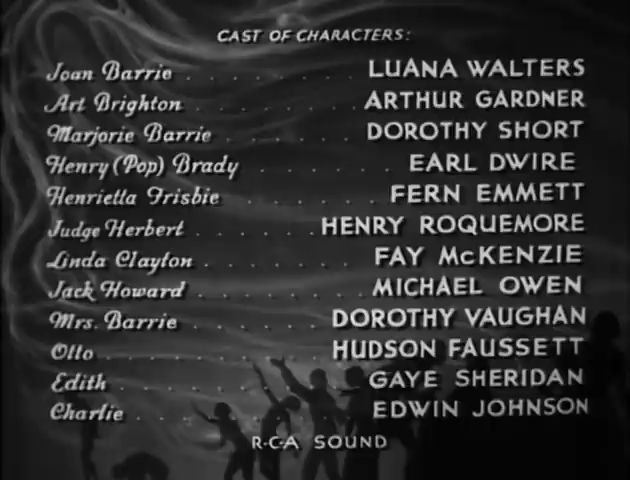 CAST OF CHARACTERS:
Joan Barrie . . . . . . . . LUANA WALTERS
Art Brighton . . . . . . . . ARTHUR GARDNER
Marjorie Barrie . . . . . . DOROTHY SHORT
Henry (Pop) Brady . . . . . . EARL DWIRE
Henrietta Frisbie . . . . . . FERN EMMETT
Judge Herbert . . . . . HENRY ROQUEMORE
Linda Clayton . . . . . . . FAY McKENZIE
Jack Howard . . . . . . . MICHAEL OWEN
Mrs. Barrie . . . . . . DOROTHY VAUGHAN
Otto . . . . . . . . . HUDSON FAUSSETT
Edith . . . . . . . . . . GAYE SHERIDAN
Charlie . . . . . . . . . EDWIN JOHNSON
R-C-A SOUND